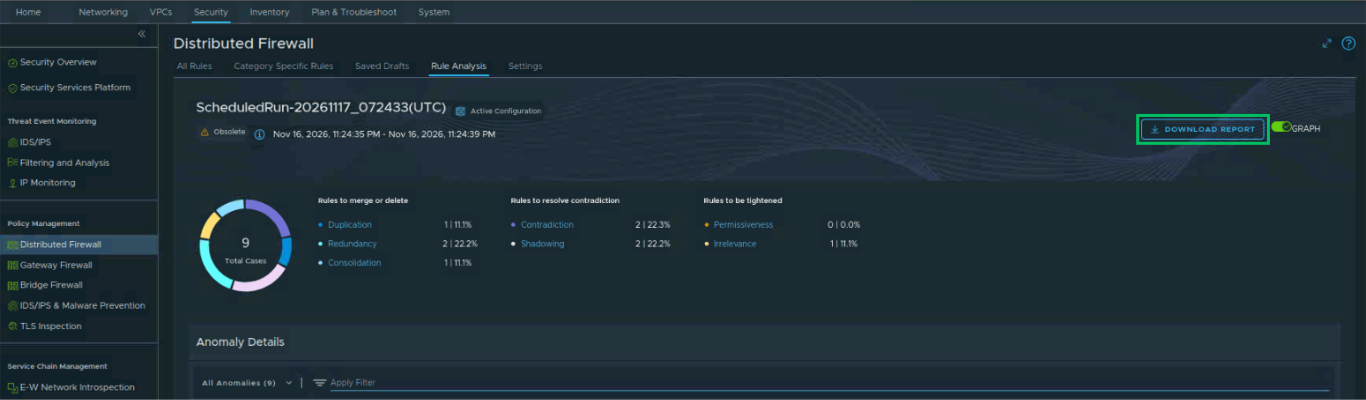 Home Networking VPCs Security Inventory Plan & Troubleshoot System
«
Security Overview
Security Services Platform
Threat Event Monitoring
IDS/IPS
Filtering and Analysis
IP Monitoring
Policy Management
Distributed Firewall
Gateway Firewall
Bridge Firewall
IDS/IPS & Malware Prevention
TLS Inspection
Service Chain Management
E-W Network Introspection
Distributed Firewall
All Rules Category Specific Rules Saved Drafts Rule Analysis Settings
ScheduledRun-20261117_072433(UTC) Active Configuration
Obsolete Nov 16, 2026, 11:24:35 PM - Nov 16, 2026, 11:24:39 PM
DOWNLOAD REPORT GRAPH
9
Total Cases
Rules to merge or delete
Duplication 1 | 11.1%
Redundancy 2 | 22.2%
Consolidation 1 | 11.1%
Rules to resolve contradiction
Contradiction 2 | 22.3%
Shadowing 2 | 22.2%
Rules to be tightened
Permissiveness 0 | 0.0%
Irrelevance 1 | 11.1%
Anomaly Details
All Anomalies (9) Apply Filter